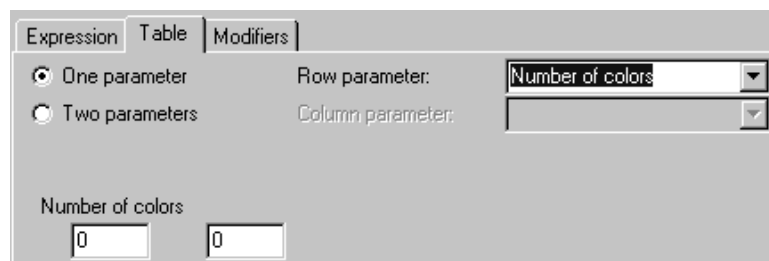 Expression Table Modifiers
One parameter Row parameter: Number of colors
Two parameters Column parameter:
Number of colors
0 0